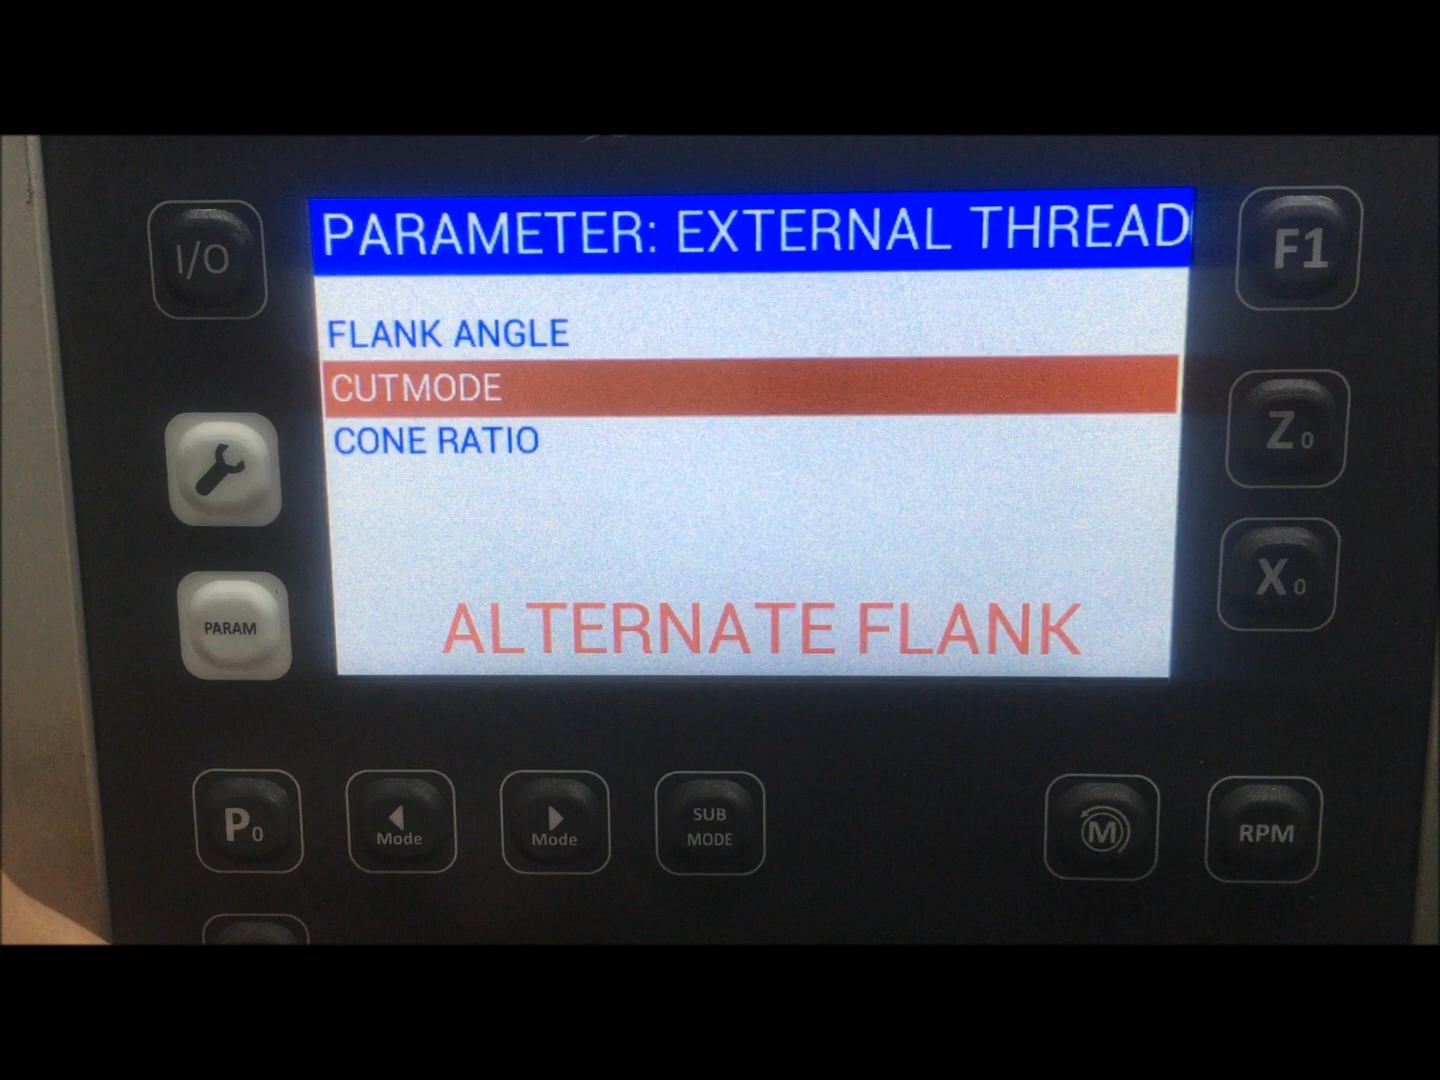 I/O
PARAMETER: EXTERNAL THREAD
F1
FLANK ANGLE
CUTMODE
CONE RATIO
Z0
X0
PARAM
ALTERNATE FLANK
P0
Mode
Mode
SUB
MODE
M
RPM